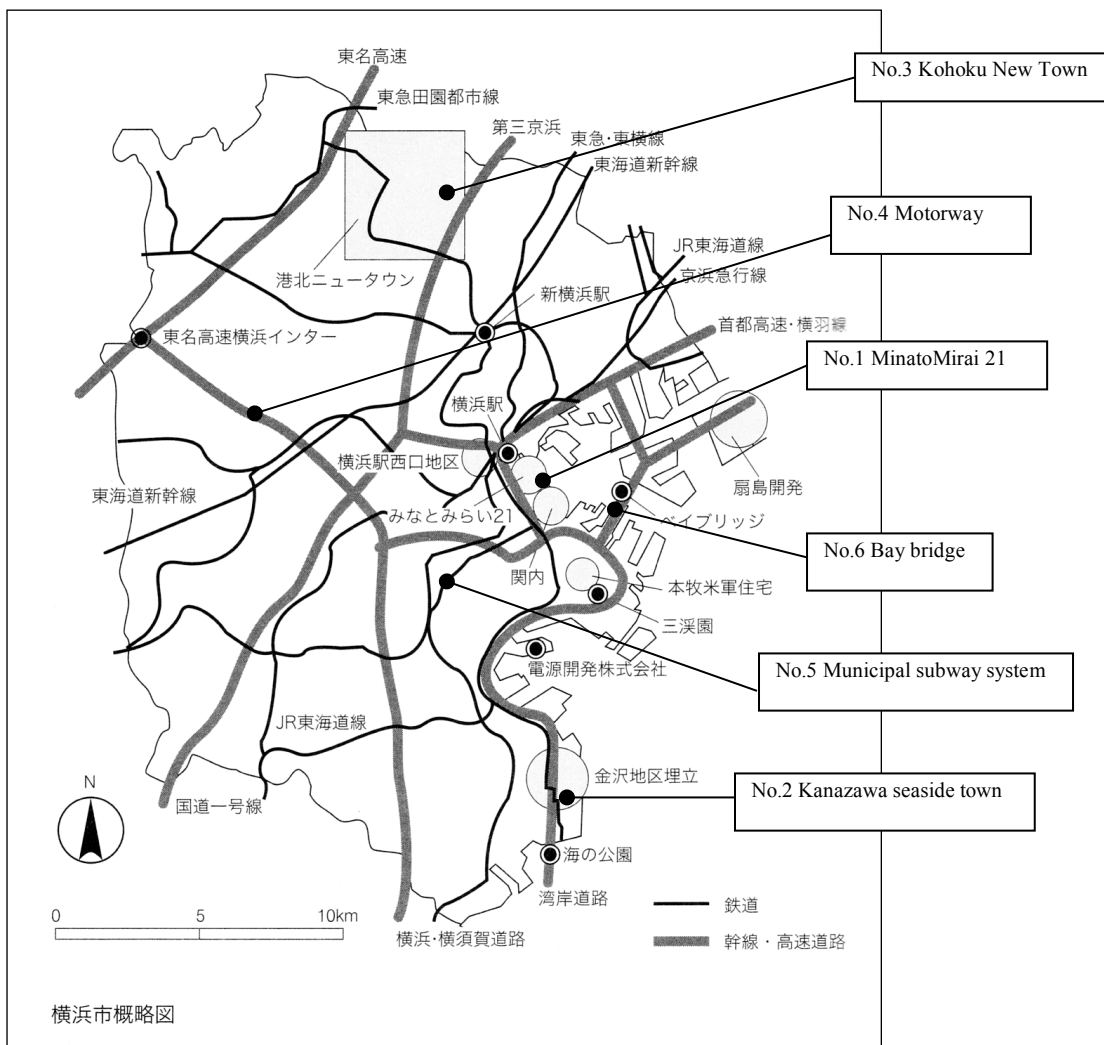 東名高速
東急田園都市線
第三京浜
東急・東横線
東海道新幹線
No.3 Kohoku New Town
No.4 Motorway
JR東海道線
京浜急行線
港北ニュータウン
新横浜駅
首都高速・横羽線
東名高速横浜インター
No.1 MinatoMirai 21
横浜駅
横浜駅西口地区
扇島開発
東海道新幹線
みなとみらい21
ベイブリッジ
関内
No.6 Bay bridge
本牧米軍住宅
三渓園
電源開発株式会社
No.5 Municipal subway system
JR東海道線
金沢地区埋立
No.2 Kanazawa seaside town
国道一号線
N
海の公園
湾岸道路
0 5 10km
鉄道
横浜・横須賀道路
幹線・高速道路
横浜市概略図